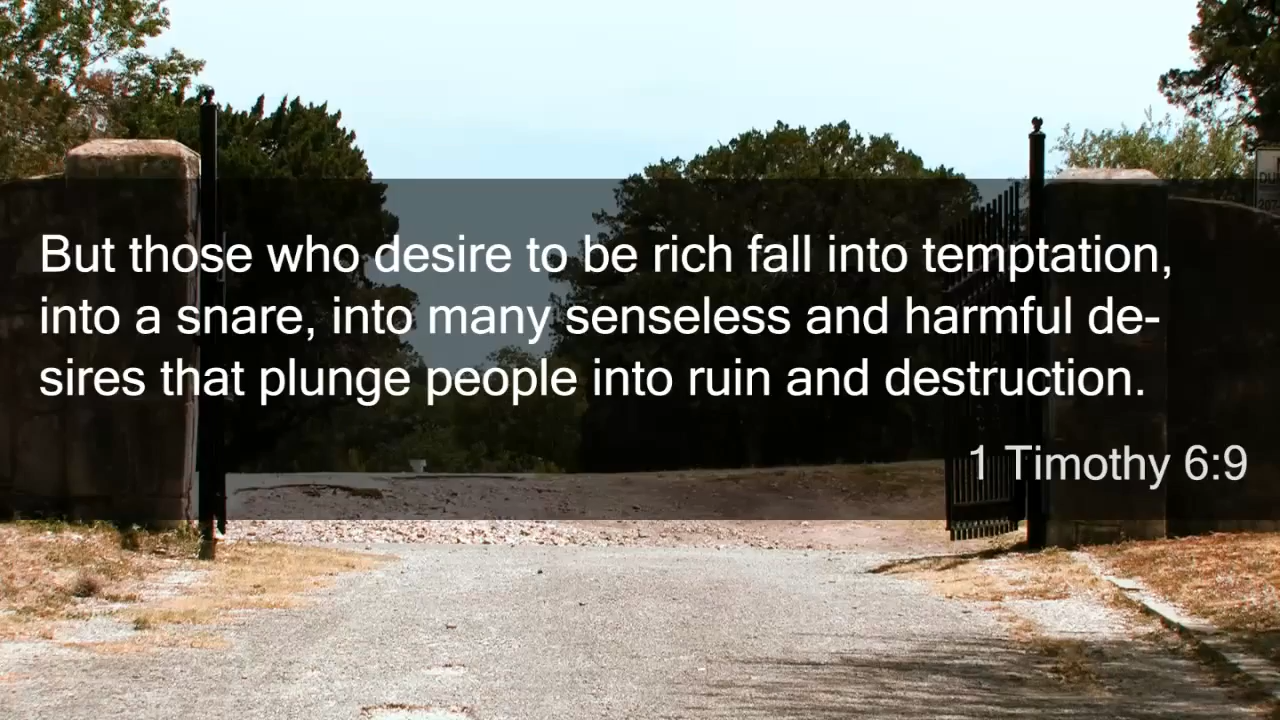 But those who desire to be rich fall into temptation,
into a snare, into many senseless and harmful de-
sires that plunge people into ruin and destruction.
1 Timothy 6:9